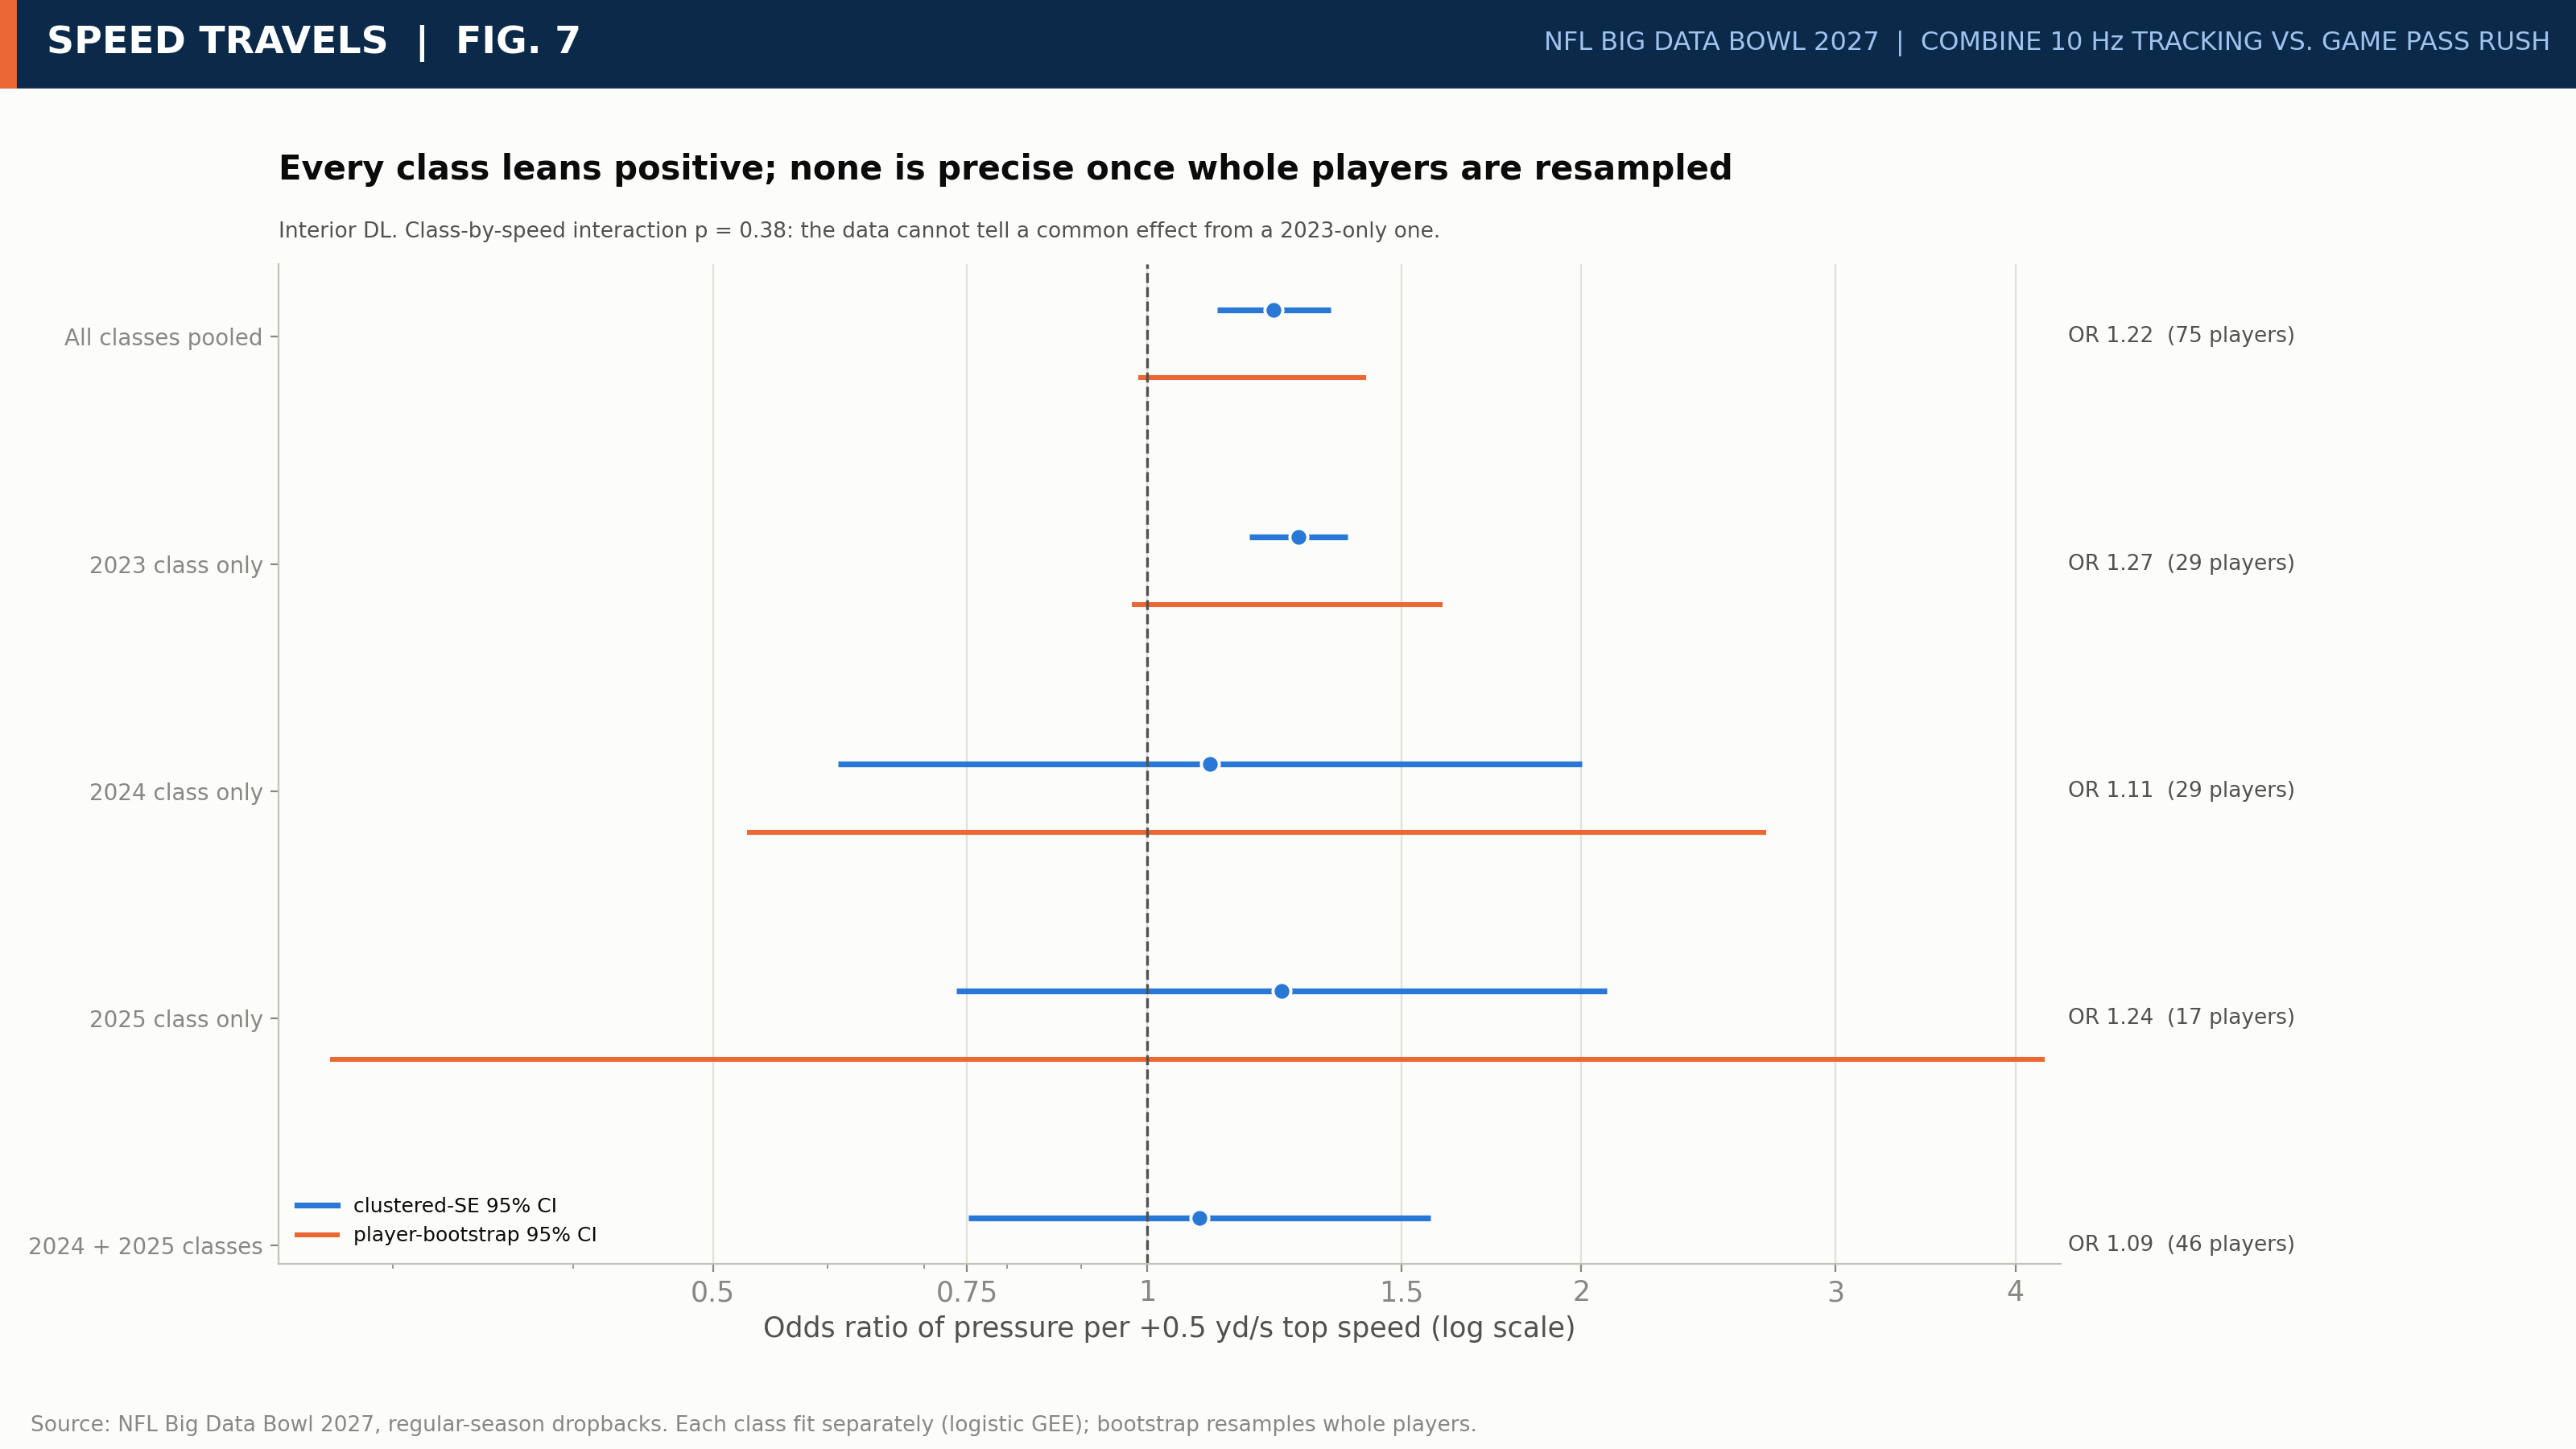 SPEED TRAVELS | FIG. 7
NFL BIG DATA BOWL 2027 | COMBINE 10 Hz TRACKING VS. GAME PASS RUSH
Every class leans positive; none is precise once whole players are resampled
Interior DL. Class-by-speed interaction p = 0.38: the data cannot tell a common effect from a 2023-only one.
All classes pooled
OR 1.22 (75 players)
2023 class only
OR 1.27 (29 players)
2024 class only
OR 1.11 (29 players)
2025 class only
OR 1.24 (17 players)
clustered-SE 95% CI
player-bootstrap 95% CI
2024 + 2025 classes
OR 1.09 (46 players)
0.5 0.75 1 1.5 2 3 4
Odds ratio of pressure per +0.5 yd/s top speed (log scale)
Source: NFL Big Data Bowl 2027, regular-season dropbacks. Each class fit separately (logistic GEE); bootstrap resamples whole players.